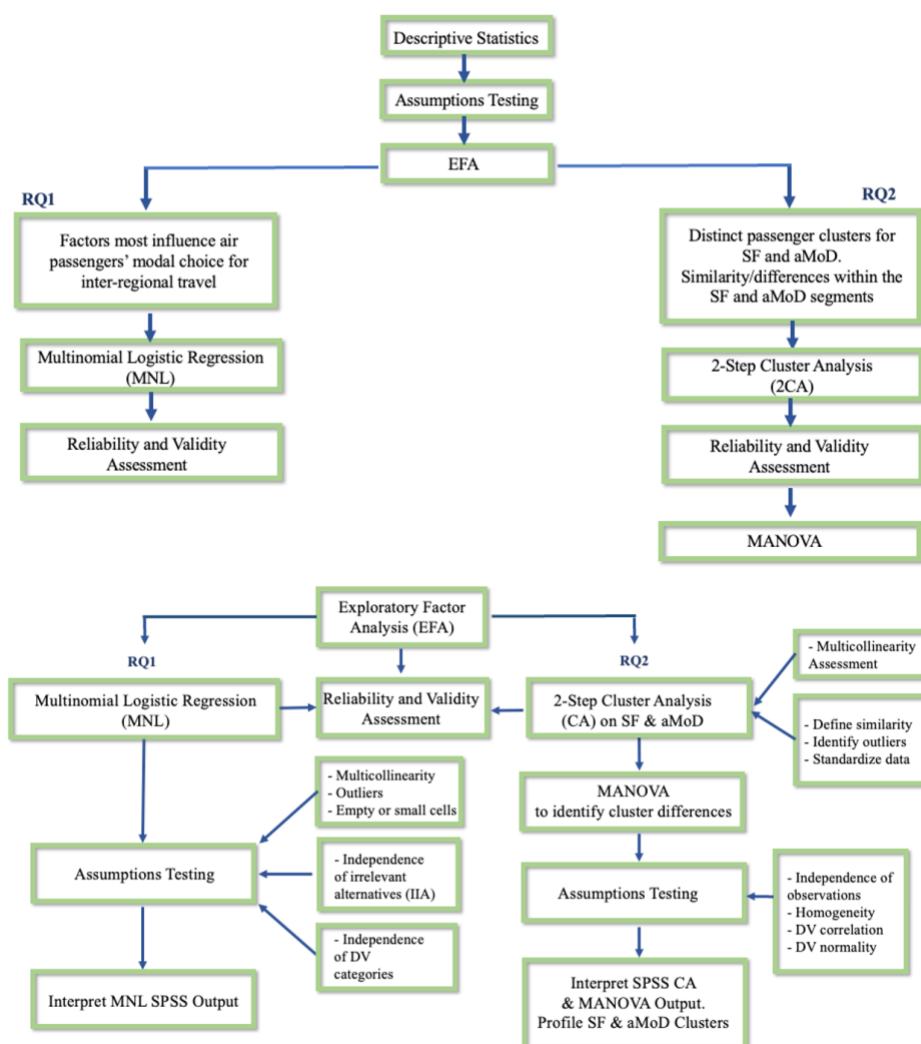 Descriptive Statistics
Assumptions Testing
EFA
RQ1
Factors most influence air
passengers' modal choice for
inter-regional travel
Multinomial Logistic Regression
(MNL)
Reliability and Validity
Assessment
RQ2
Distinct passenger clusters for
SF and aMoD.
Similarity/differences within the
SF and aMoD segments
2-Step Cluster Analysis
(2CA)
Reliability and Validity
Assessment
MANOVA
Exploratory Factor
Analysis (EFA)
RQ1
Multinomial Logistic Regression
(MNL)
Reliability and Validity
Assessment
RQ2
2-Step Cluster Analysis
(CA) on SF & aMoD
- Multicollinearity
Assessment
- Define similarity
- Identify outliers
- Standardize data
- Multicollinearity
- Outliers
- Empty or small cells
MANOVA
to identify cluster differences
Assumptions Testing
- Independence
of irrelevant
alternatives (IIA)
Assumptions Testing
- Independence of
observations
- Homogeneity
- DV correlation
- DV normality
- Independence
of DV
categories
Interpret MNL SPSS Output
Interpret SPSS CA
& MANOVA Output.
Profile SF & aMoD Clusters